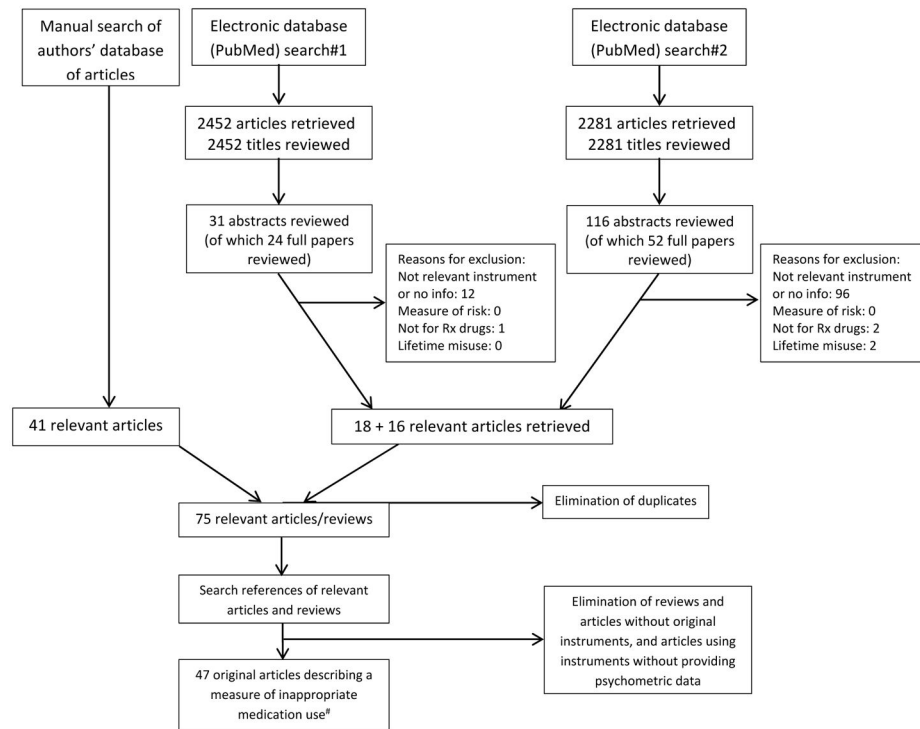 Manual search of
authors' database
of articles
Electronic database
(PubMed) search#1
Electronic database
(PubMed) search#2
2452 articles retrieved
2452 titles reviewed
2281 articles retrieved
2281 titles reviewed
31 abstracts reviewed
(of which 24 full papers
reviewed)
116 abstracts reviewed
(of which 52 full papers
reviewed)
Reasons for exclusion:
Not relevant instrument
or no info: 12
Measure of risk: 0
Not for Rx drugs: 1
Lifetime misuse: 0
Reasons for exclusion:
Not relevant instrument
or no info: 96
Measure of risk: 0
Not for Rx drugs: 2
Lifetime misuse: 2
41 relevant articles
18 + 16 relevant articles retrieved
75 relevant articles/reviews
Elimination of duplicates
Search references of relevant
articles and reviews
Elimination of reviews and
articles without original
instruments, and articles using
instruments without providing
psychometric data
47 original articles describing a
measure of inappropriate
medication use#